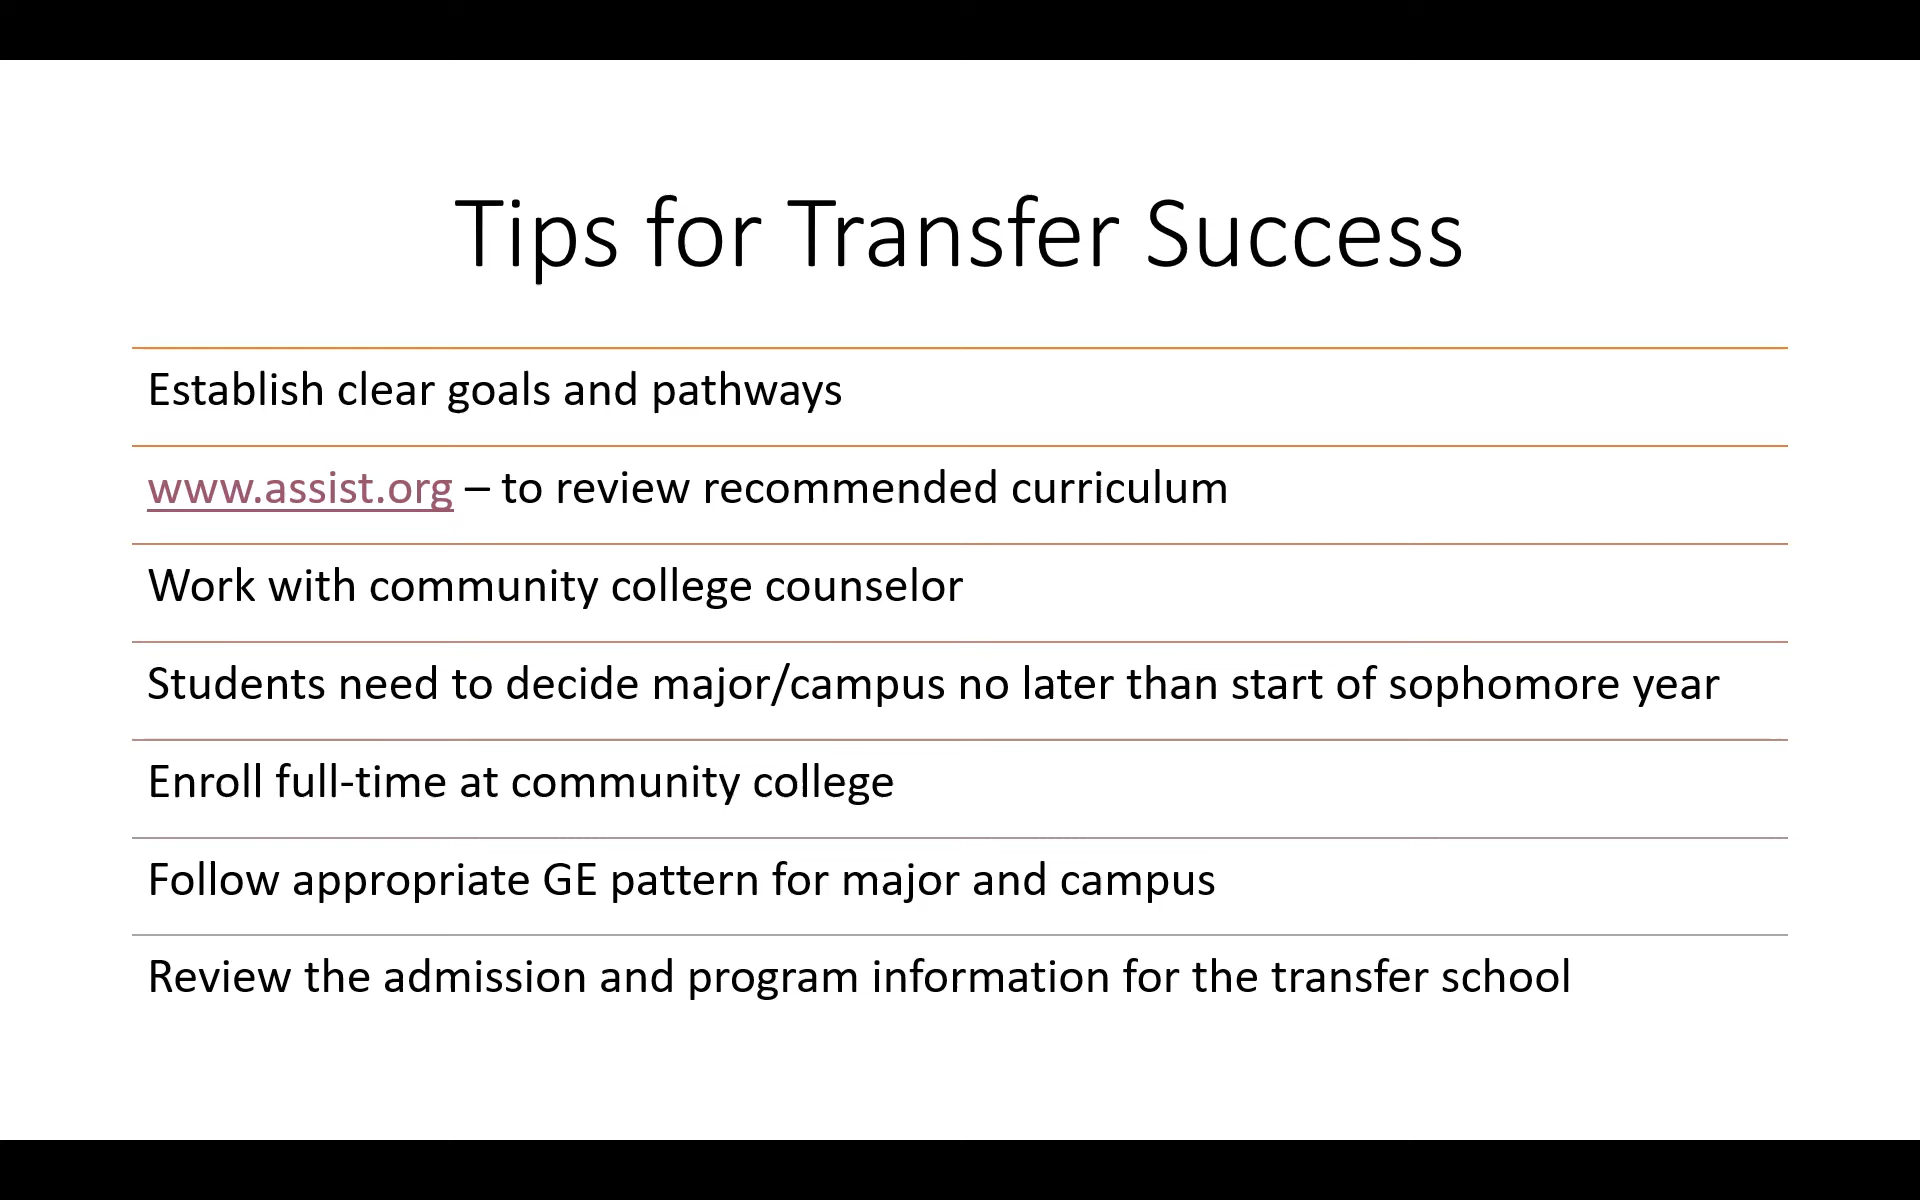 Tips for Transfer Success
Establish clear goals and pathways
www.assist.org – to review recommended curriculum
Work with community college counselor
Students need to decide major/campus no later than start of sophomore year
Enroll full-time at community college
Follow appropriate GE pattern for major and campus
Review the admission and program information for the transfer school